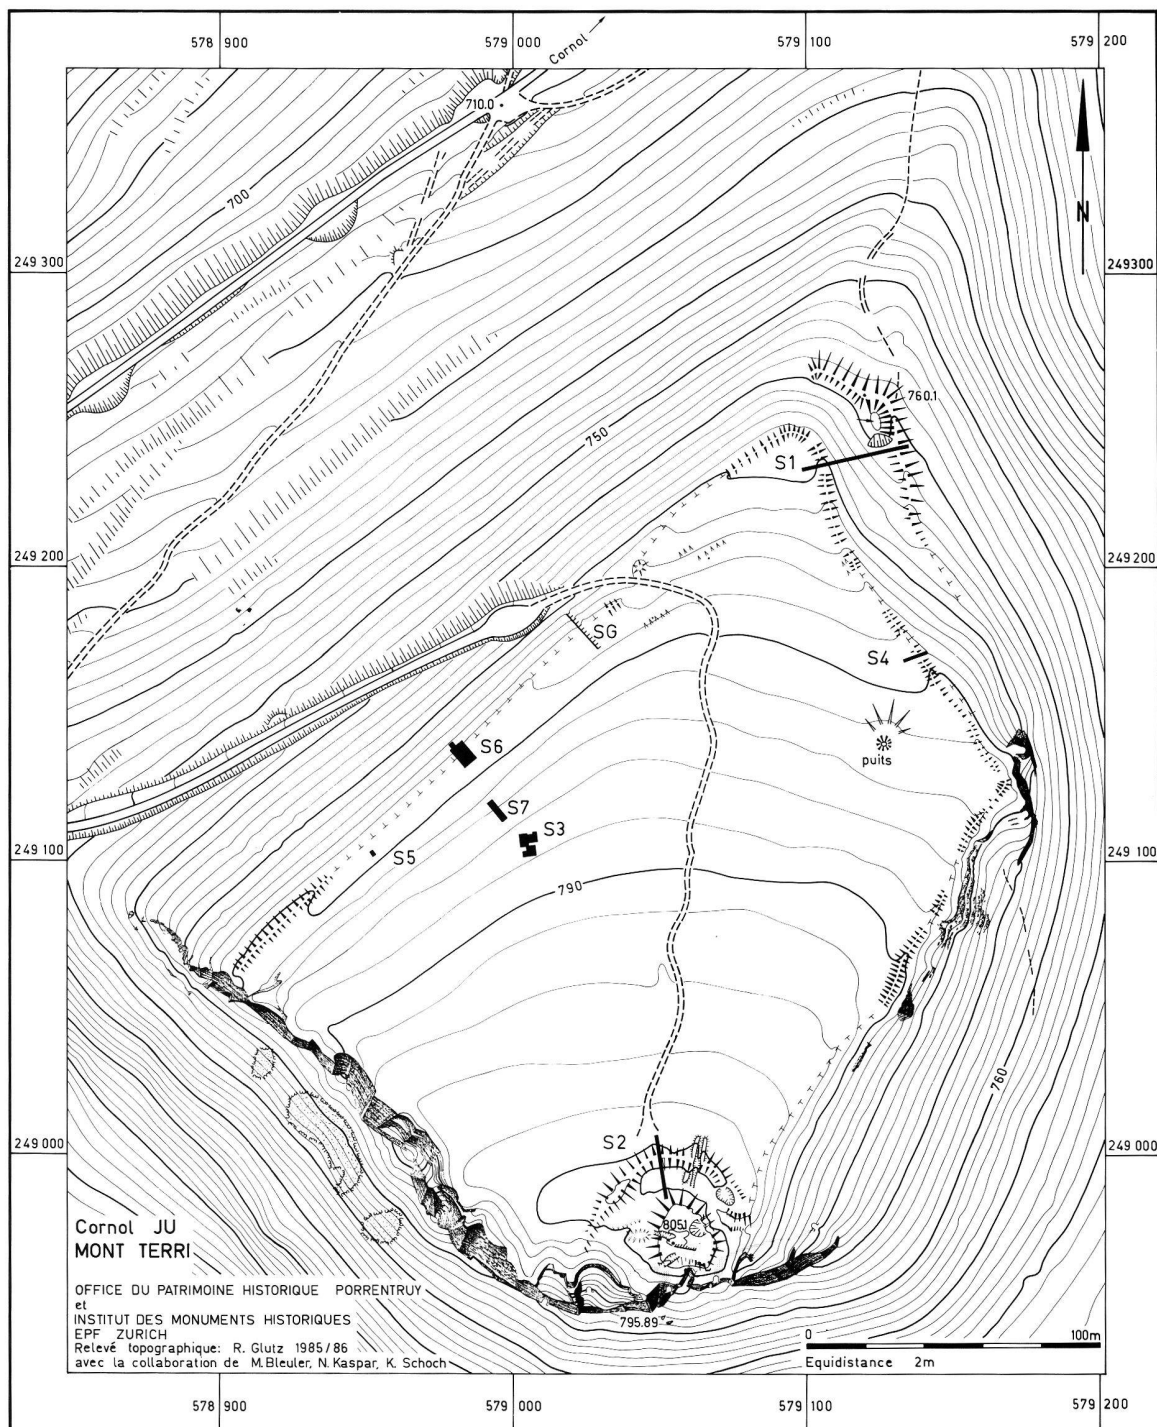 578 900
579 000
Cornol
579 100
579 200
710.0
700
N
249 300
249 300
760.1
750
S1
249 200
249 200
SG
S4
S6
puits
S7
S3
249 100
S5
249 100
790
760
249 000
S2
249 000
805.1
Cornol JU
MONT TERRI
OFFICE DU PATRIMOINE HISTORIQUE PORRENTRUY
et
INSTITUT DES MONUMENTS HISTORIQUES
EPF ZURICH
Relevé topographique: R. Glutz 1985/86
avec la collaboration de M.Bleuler, N. Kaspar, K. Schoch
795.89
0 100m
Equidistance 2m
578 900
579 000
579 100
579 200